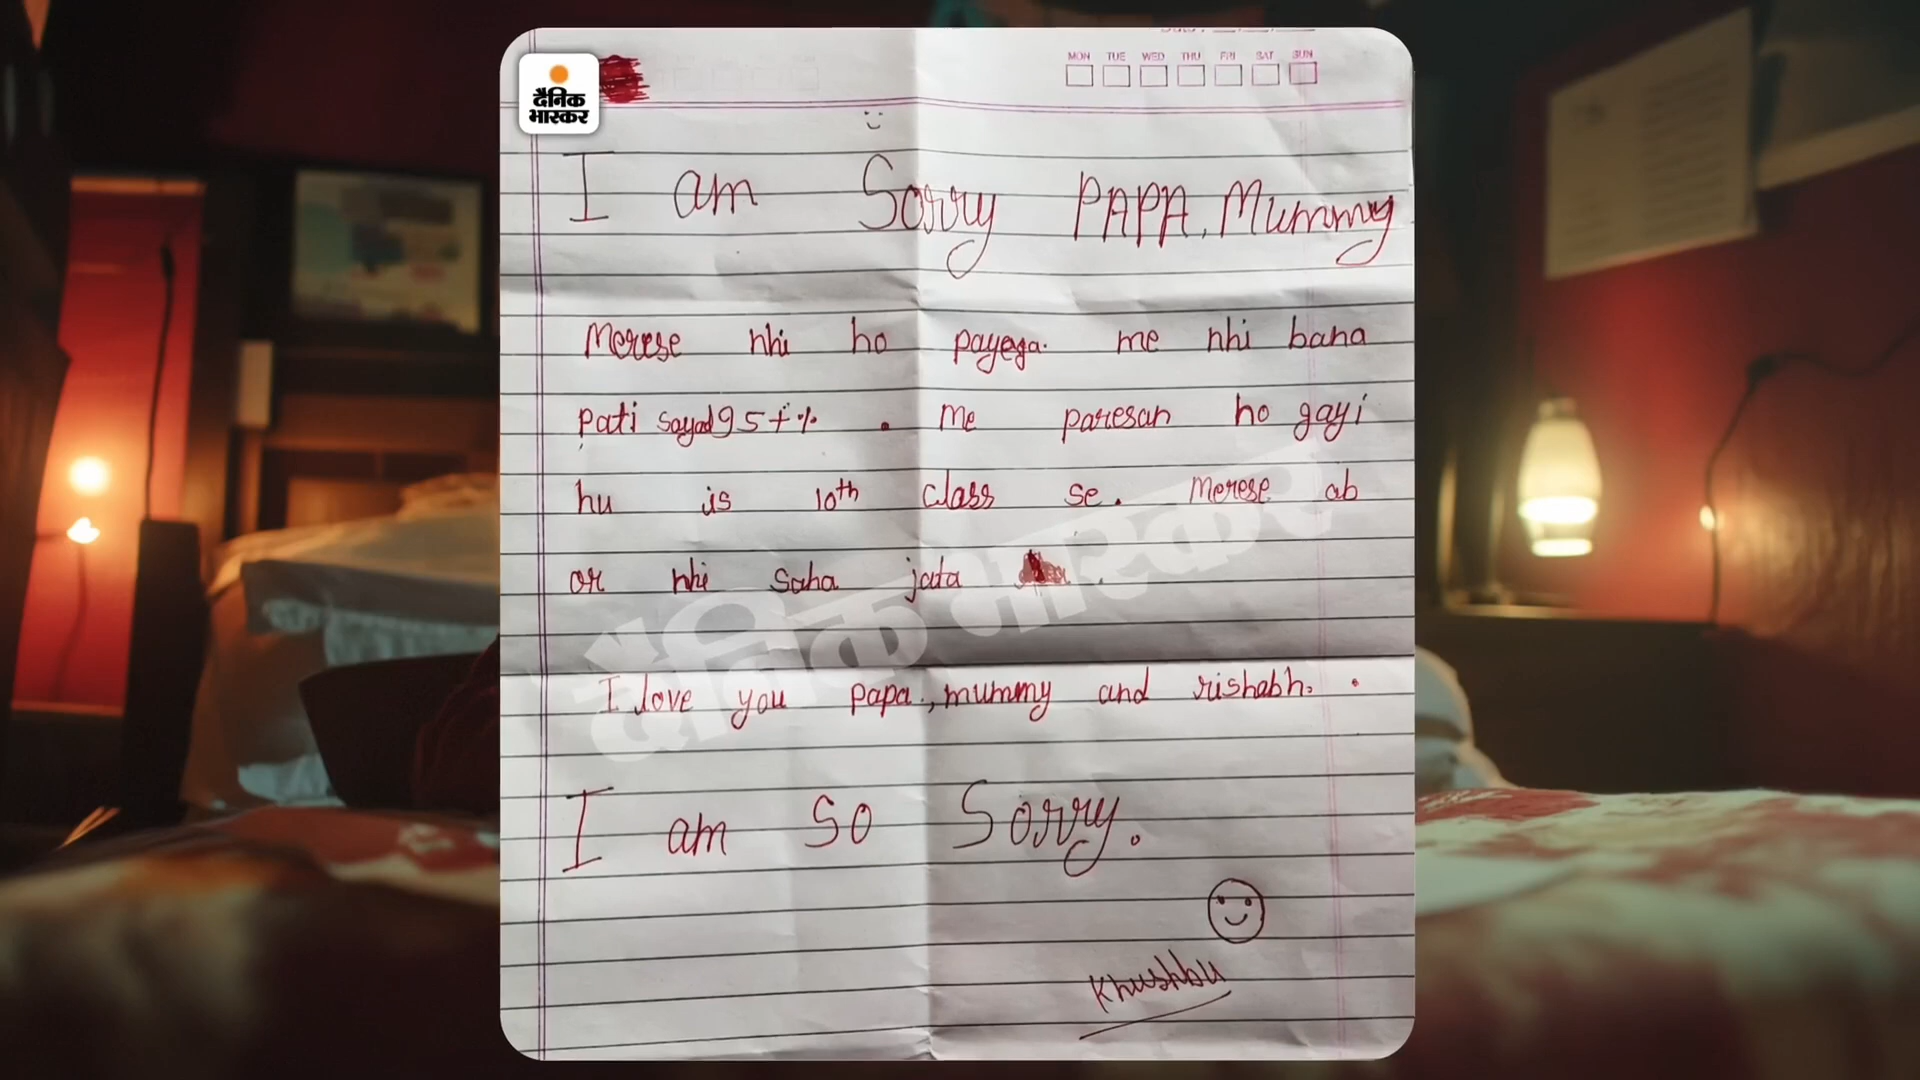 दैनिक
भास्कर
MON TUE WED THU FRI SAT SUN
I am Sorry PAPA, Mummy
Merese nhi ho payega. me nhi bana
pati sayad 95+% . Me paresan ho gayi
hu is 10th class se. Merese ab
or nhi saha jata .
दैनिक भास्कर
I love you papa., mummy and rishabh. .
I am so Sorry.
Khushbu